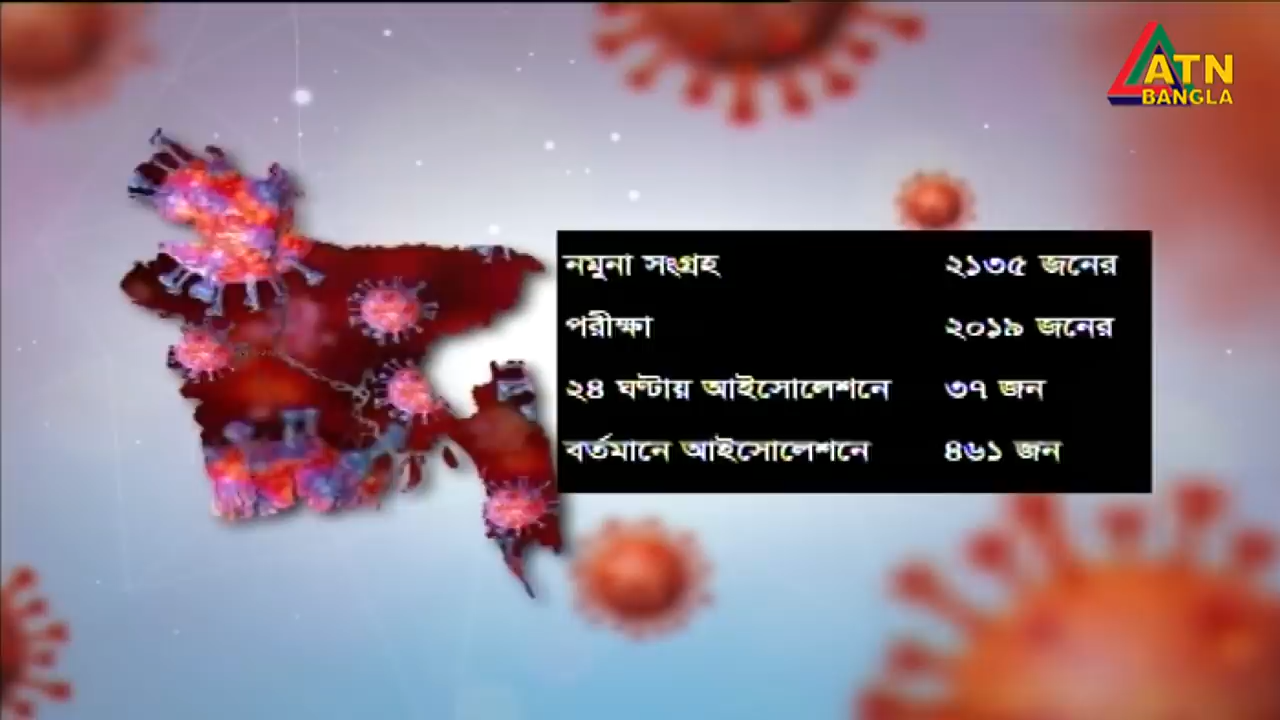 ATN
BANGLA
নমুনা সংগ্রহ ২১৩৫ জনের
পরীক্ষা ২০১৯ জনের
২৪ ঘণ্টায় আইসোলেশনে ৩৭ জন
বর্তমানে আইসোলেশনে ৪৬১ জন